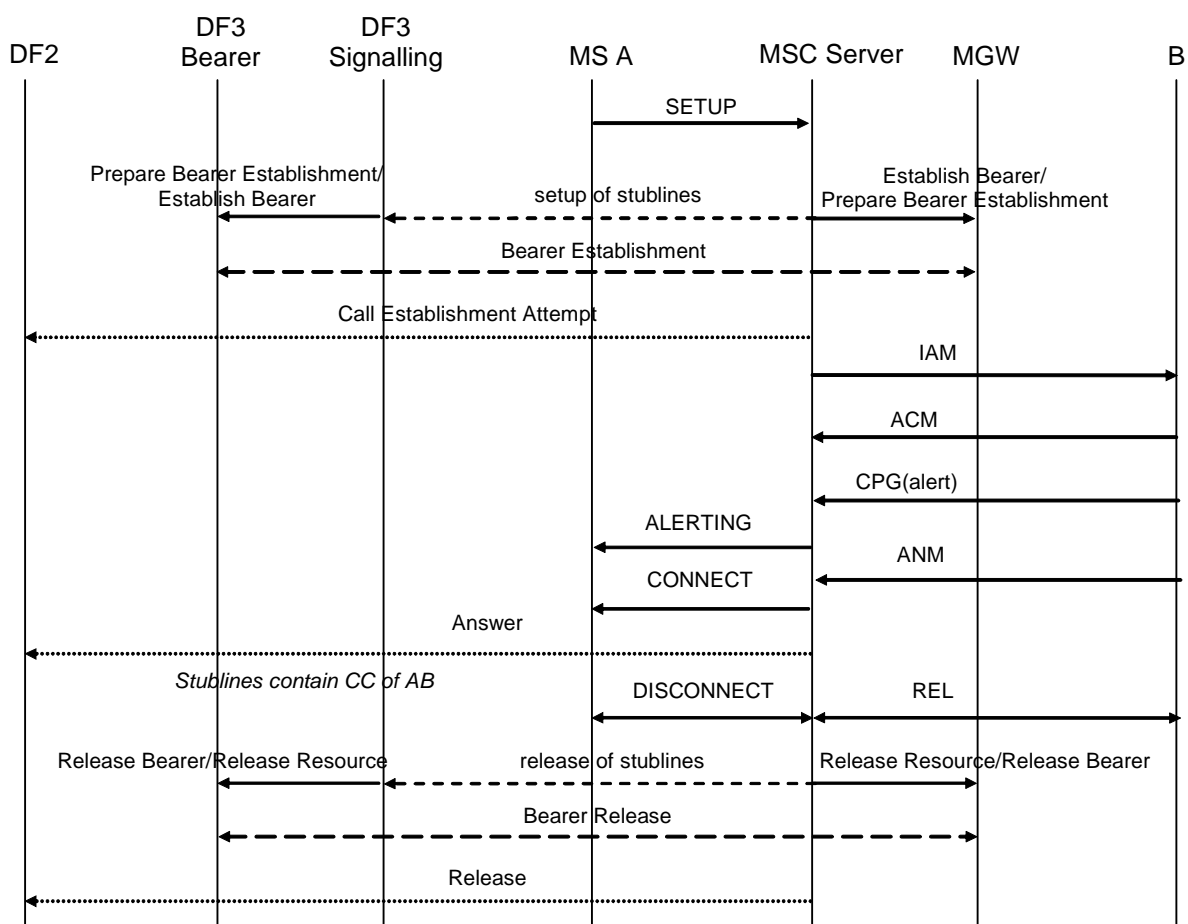 DF2
DF3
Bearer
DF3
Signalling
MS A
MSC Server
MGW
B
SETUP
Prepare Bearer Establishment/
Establish Bearer
setup of stublines
Establish Bearer/
Prepare Bearer Establishment
Bearer Establishment
Call Establishment Attempt
IAM
ACM
CPG(alert)
ALERTING
ANM
CONNECT
Answer
Stublines contain CC of AB
DISCONNECT
REL
Release Bearer/Release Resource
release of stublines
Release Resource/Release Bearer
Bearer Release
Release